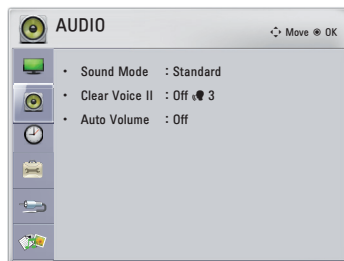 AUDIO
Move ⦿ OK
• Sound Mode : Standard
• Clear Voice II : Off 3
• Auto Volume : Off